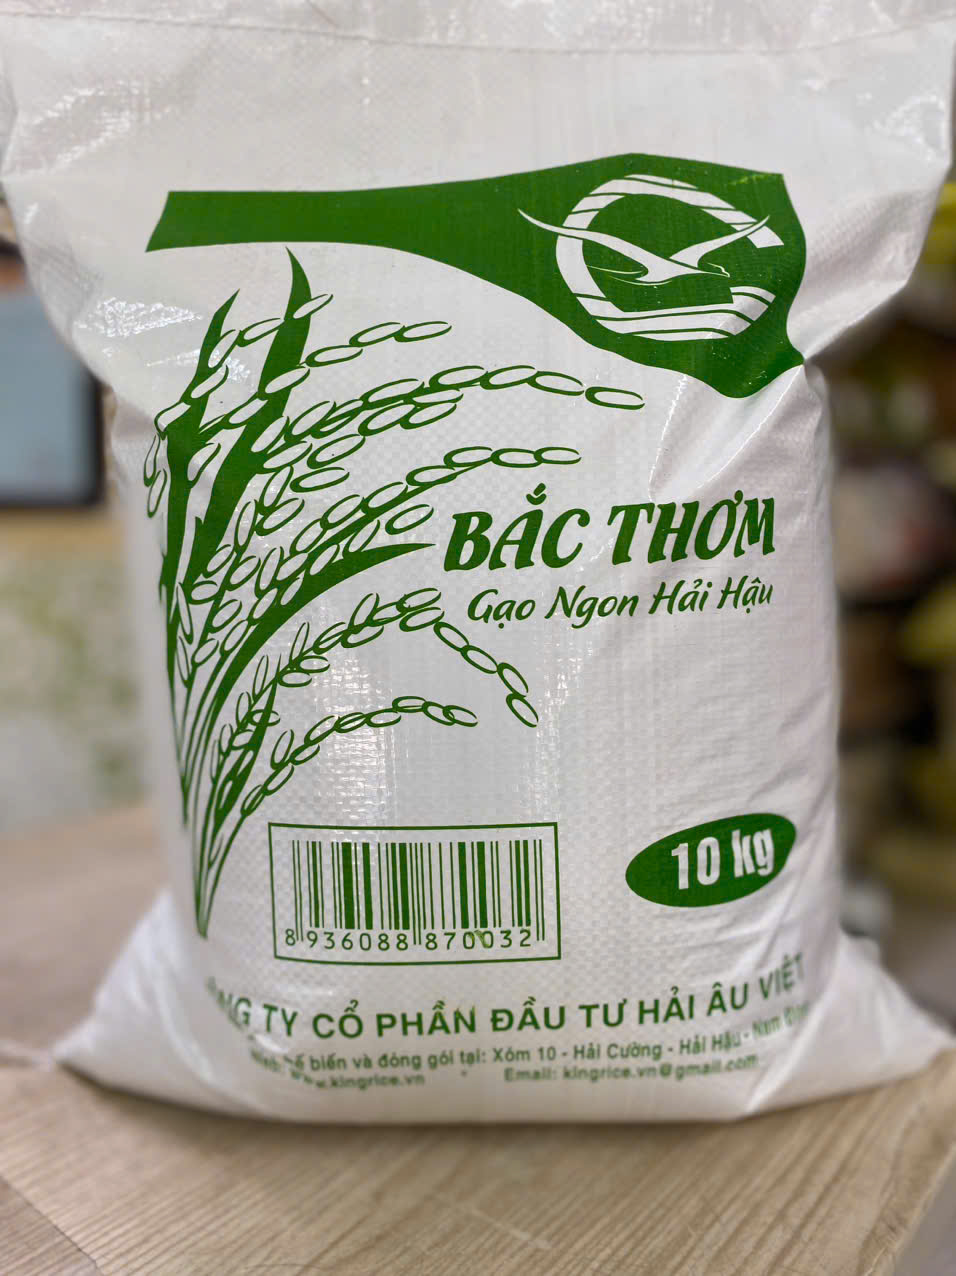 BẮC THƠM
Gạo Ngon Hải Hậu
10 kg
8 936088 870032
TY CỔ PHẦN ĐẦU TƯ HẢI ÂU VIỆT
biến và đóng gói tại: Xóm 10 - Hải Cường - Hải Hậu - Nam
www.kingrice.vn Email: kingrice.vn@gmail.com